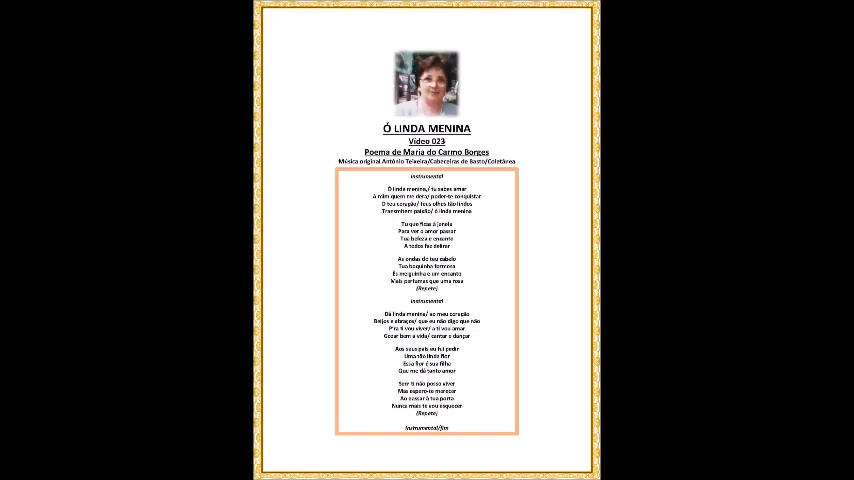 Ó LINDA MENINA
Vídeo 023
Poema de Maria do Carmo Borges
Música original António Teixeira/Cabeceiras de Basto/Coletânea
Instrumental
Ó linda menina,/ tu sabes amar
A mim quem me dera/ poder-te conquistar
O teu coração/ teus olhos tão lindos
Transmitem paixão/ ó linda menina
Tu que ficas à janela
Para ver o amor passar
Tua beleza e encanto
A todos faz delirar
As ondas do teu cabelo
Tua boquinha formosa
És meiguinha e um encanto
Mais perfumes que uma rosa
(Repete)
Instrumental
Dá linda menina/ ao meu coração
Beijos e abraços/ que eu não digo que não
P'ra ti vou viver/ a ti vou amar
Gozar bem a vida/ cantar e dançar
Aos seus pais eu fui pedir
Uma tão linda flor
Essa flor é sua filha
Que me dá tanto amor
Sem ti não posso viver
Mas espero-te merecer
Ao passar à tua porta
Nunca mais te vou esquecer
(Repete)
Instrumental/fim